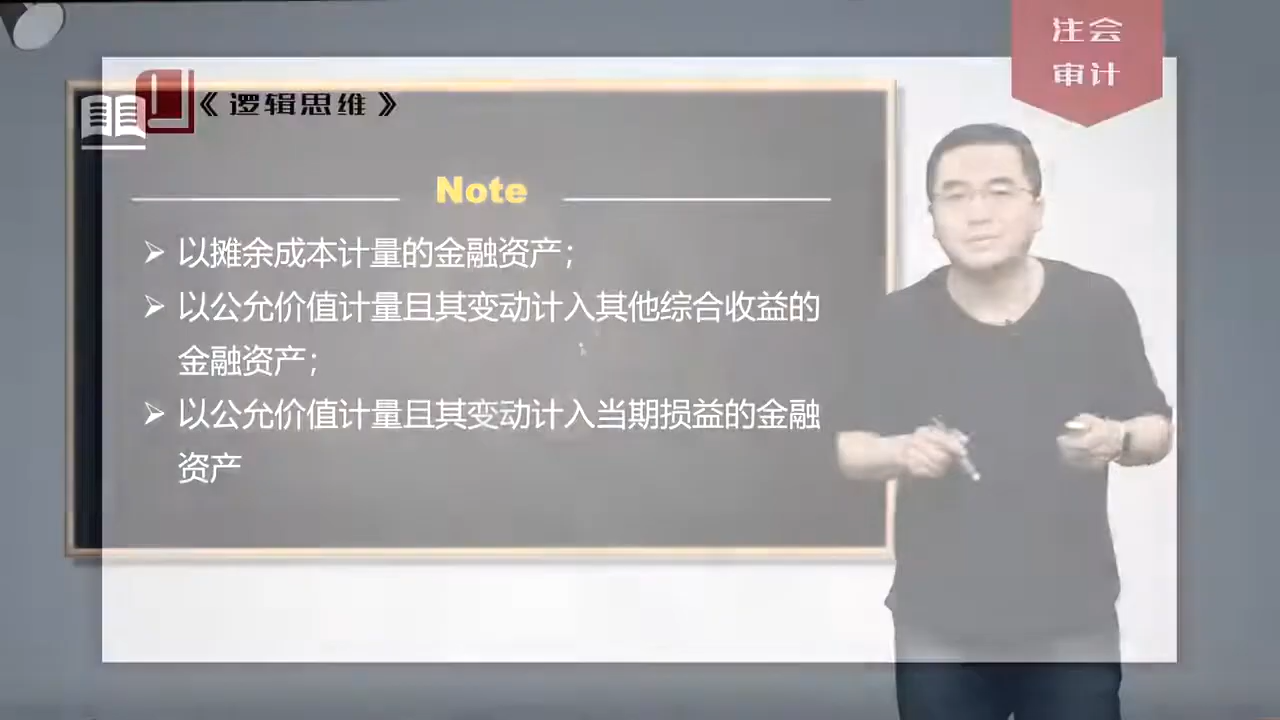 注会
审计
《逻辑思维》
Note
➢ 以摊余成本计量的金融资产；
➢ 以公允价值计量且其变动计入其他综合收益的
金融资产；
➢ 以公允价值计量且其变动计入当期损益的金融
资产